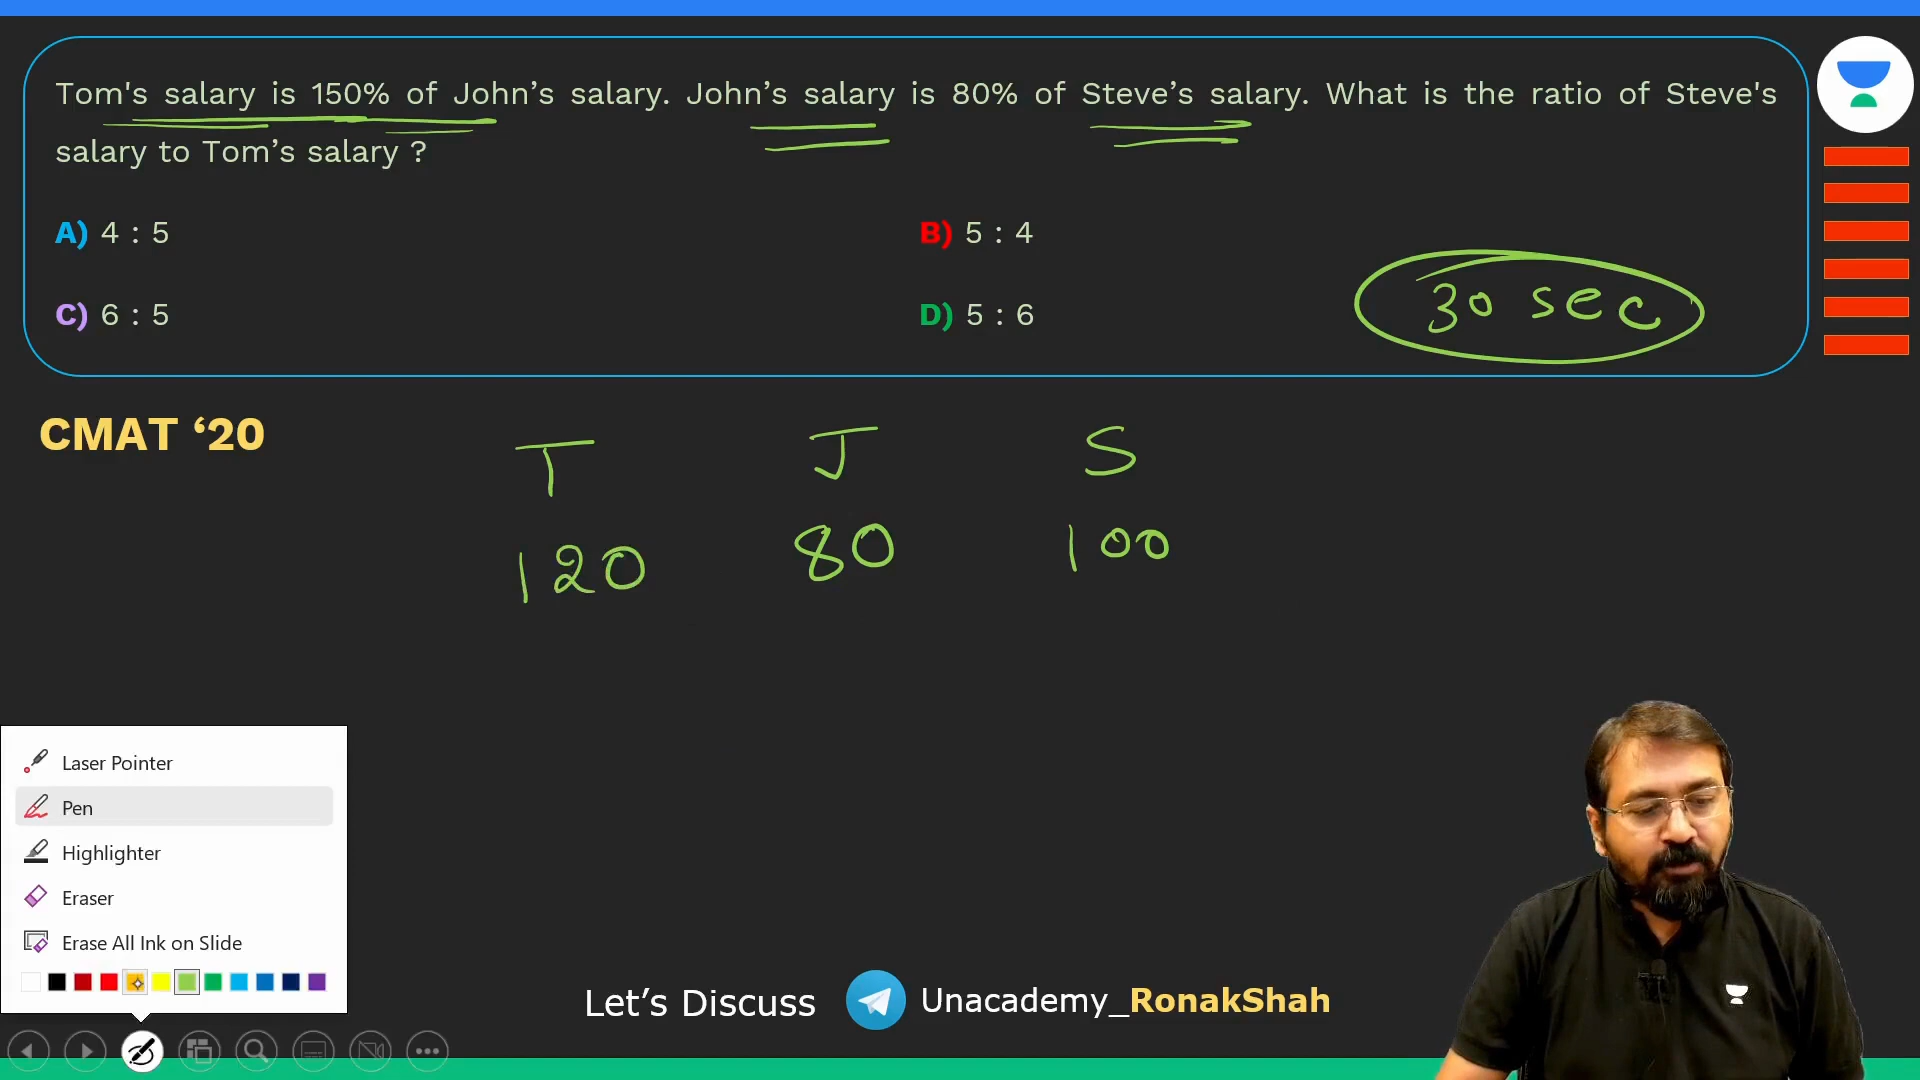 Tom's salary is 150% of John’s salary. John’s salary is 80% of Steve’s salary. What is the ratio of Steve's
salary to Tom’s salary ?
A) 4 : 5
B) 5 : 4
C) 6 : 5
D) 5 : 6
30 sec
CMAT ‘20
T J S
120 80 100
Laser Pointer
Pen
Highlighter
Eraser
Erase All Ink on Slide
Let’s Discuss
Unacademy_RonakShah